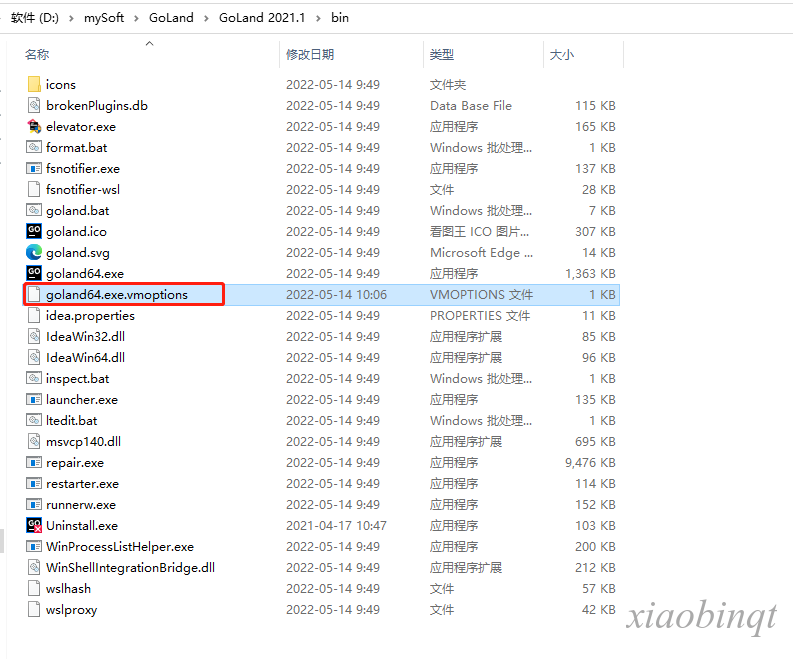 软件 (D:) › mySoft › GoLand › GoLand 2021.1 › bin
名称 修改日期 类型 大小
icons 2022-05-14 9:49 文件夹
brokenPlugins.db 2022-05-14 9:49 Data Base File 115 KB
elevator.exe 2022-05-14 9:49 应用程序 165 KB
format.bat 2022-05-14 9:49 Windows 批处理... 1 KB
fsnotifier.exe 2022-05-14 9:49 应用程序 137 KB
fsnotifier-wsl 2022-05-14 9:49 文件 28 KB
goland.bat 2022-05-14 9:49 Windows 批处理... 7 KB
goland.ico 2022-05-14 9:49 看图王 ICO 图片... 307 KB
goland.svg 2022-05-14 9:49 Microsoft Edge ... 14 KB
goland64.exe 2022-05-14 9:49 应用程序 1,363 KB
goland64.exe.vmoptions 2022-05-14 10:06 VMOPTIONS 文件 1 KB
idea.properties 2022-05-14 9:49 PROPERTIES 文件 11 KB
IdeaWin32.dll 2022-05-14 9:49 应用程序扩展 85 KB
IdeaWin64.dll 2022-05-14 9:49 应用程序扩展 96 KB
inspect.bat 2022-05-14 9:49 Windows 批处理... 1 KB
launcher.exe 2022-05-14 9:49 应用程序 135 KB
ltedit.bat 2022-05-14 9:49 Windows 批处理... 1 KB
msvcp140.dll 2022-05-14 9:49 应用程序扩展 695 KB
repair.exe 2022-05-14 9:49 应用程序 9,476 KB
restarter.exe 2022-05-14 9:49 应用程序 114 KB
runnerw.exe 2022-05-14 9:49 应用程序 152 KB
Uninstall.exe 2021-04-17 10:47 应用程序 103 KB
WinProcessListHelper.exe 2022-05-14 9:49 应用程序 200 KB
WinShellIntegrationBridge.dll 2022-05-14 9:49 应用程序扩展 212 KB
wslhash 2022-05-14 9:49 文件 57 KB
wslproxy 2022-05-14 9:49 文件 42 KB
xiaobinqt